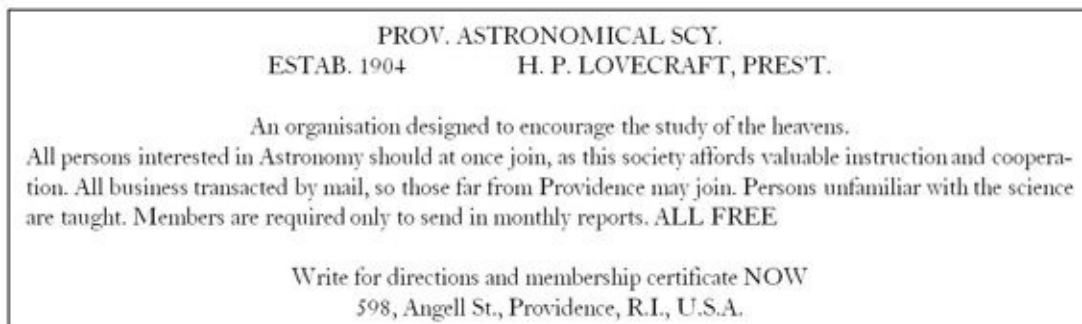 PROV. ASTRONOMICAL SCY.
ESTAB. 1904 H. P. LOVECRAFT, PRES'T.
An organisation designed to encourage the study of the heavens.
All persons interested in Astronomy should at once join, as this society affords valuable instruction and coopera-
tion. All business transacted by mail, so those far from Providence may join. Persons unfamiliar with the science
are taught. Members are required only to send in monthly reports. ALL FREE
Write for directions and membership certificate NOW
598, Angell St., Providence, R.I., U.S.A.